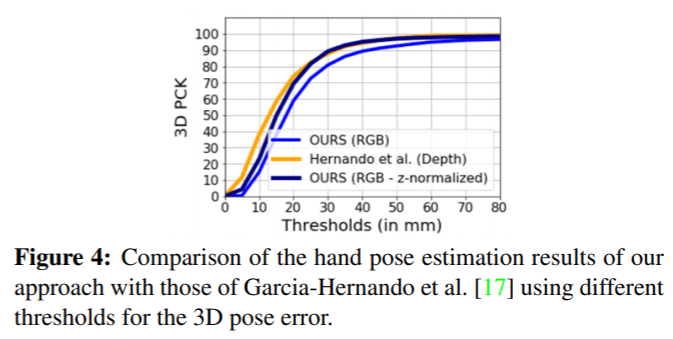 100
90
80
70
60
50
40
30
20
10
0
3D PCK
OURS (RGB)
Hernando et al. (Depth)
OURS (RGB - z-normalized)
0 10 20 30 40 50 60 70 80
Thresholds (in mm)
Figure 4: Comparison of the hand pose estimation results of our
approach with those of Garcia-Hernando et al. [17] using different
thresholds for the 3D pose error.